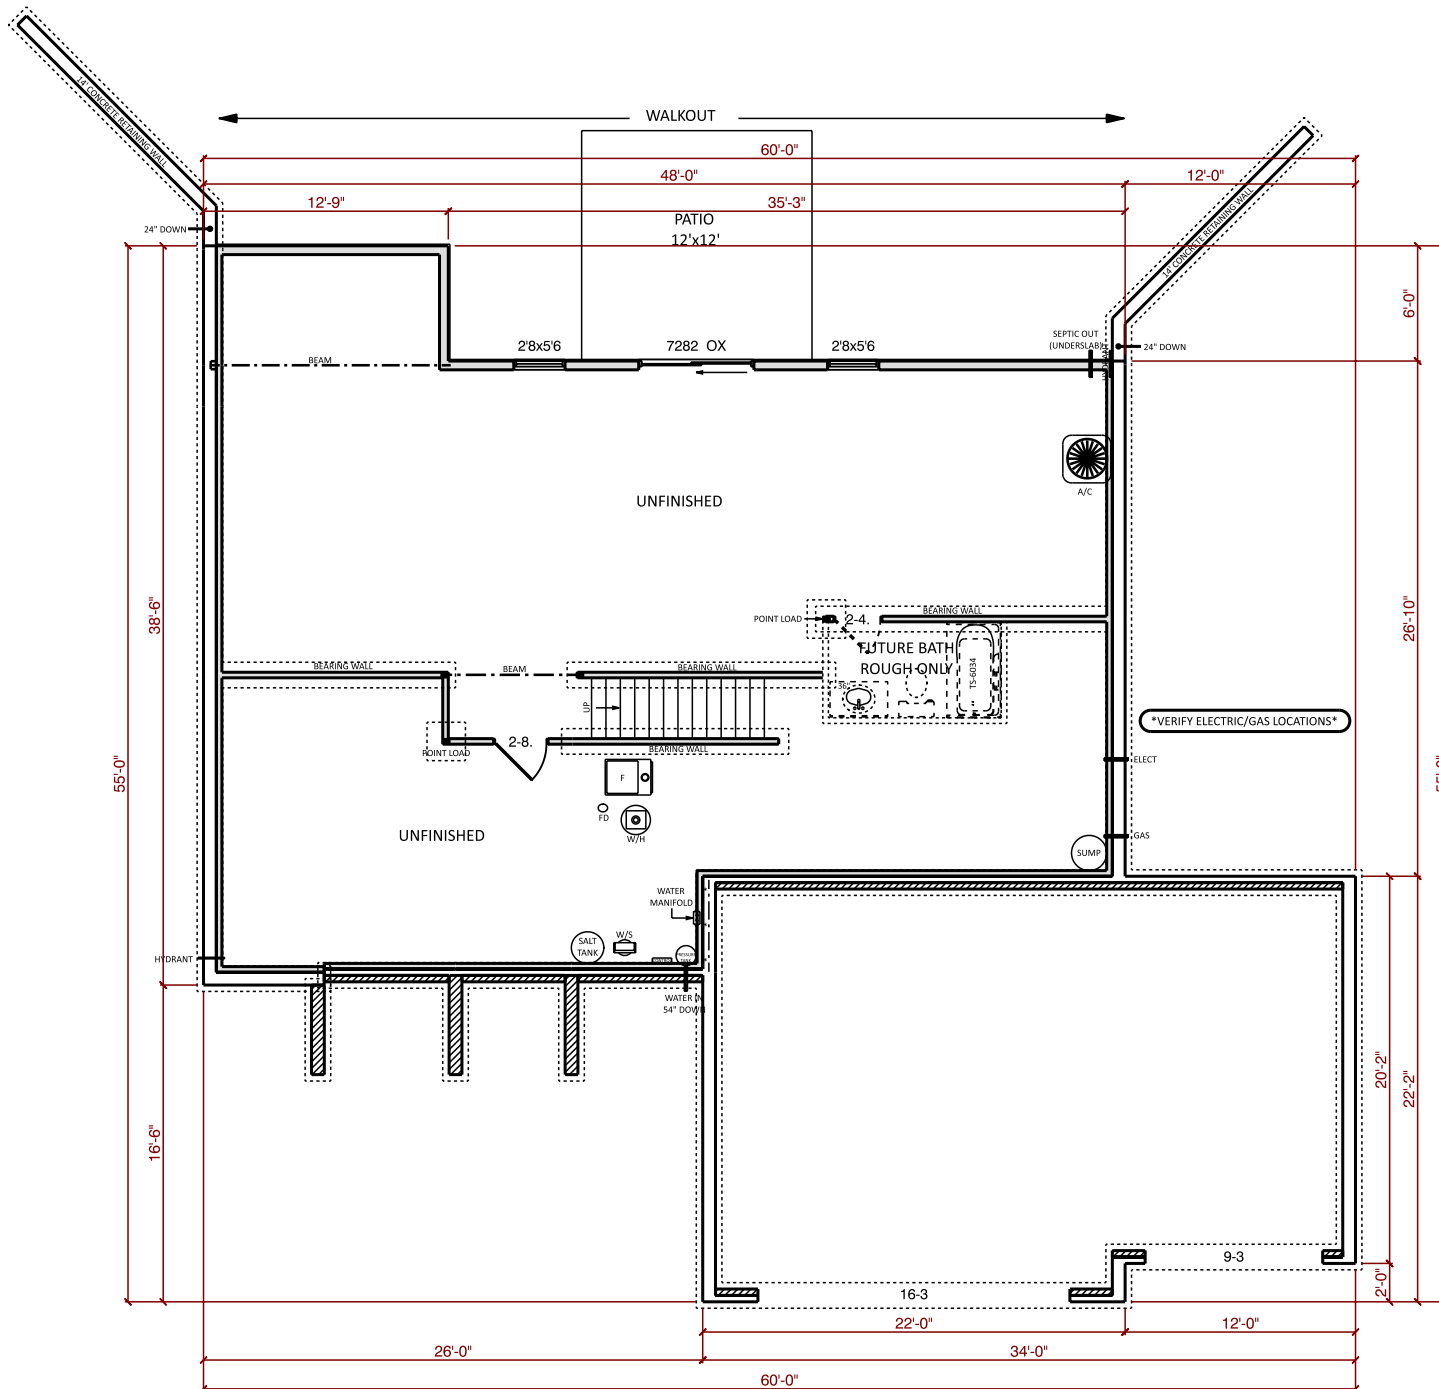 14' CONCRETE RETAINING WALL
WALKOUT
60'-0"
48'-0"
12'-0"
12'-9"
35'-3"
PATIO
12'x12'
24" DOWN
14' CONCRETE RETAINING WALL
6'-0"
SEPTIC OUT
(UNDERSLAB)
24" DOWN
BEAM
2'8x5'6
7282 OX
2'8x5'6
A/C
UNFINISHED
38'-6"
26'-10"
POINT LOAD
2-4.
BEARING WALL
FUTURE BATH
ROUGH ONLY
TS-6034
36"
BEARING WALL
BEAM
BEARING WALL
UP
*VERIFY ELECTRIC/GAS LOCATIONS*
POINT LOAD
2-8.
BEARING WALL
ELECT
55'-0"
F
FD
W/H
UNFINISHED
GAS
SUMP
WATER
MANIFOLD
SALT
TANK
W/S
PRESSURE
TANK
HYDRANT
WATER IN
54" DOWN
20'-2"
22'-2"
16'-6"
9-3
16-3
2'-0"
22'-0"
12'-0"
26'-0"
34'-0"
60'-0"